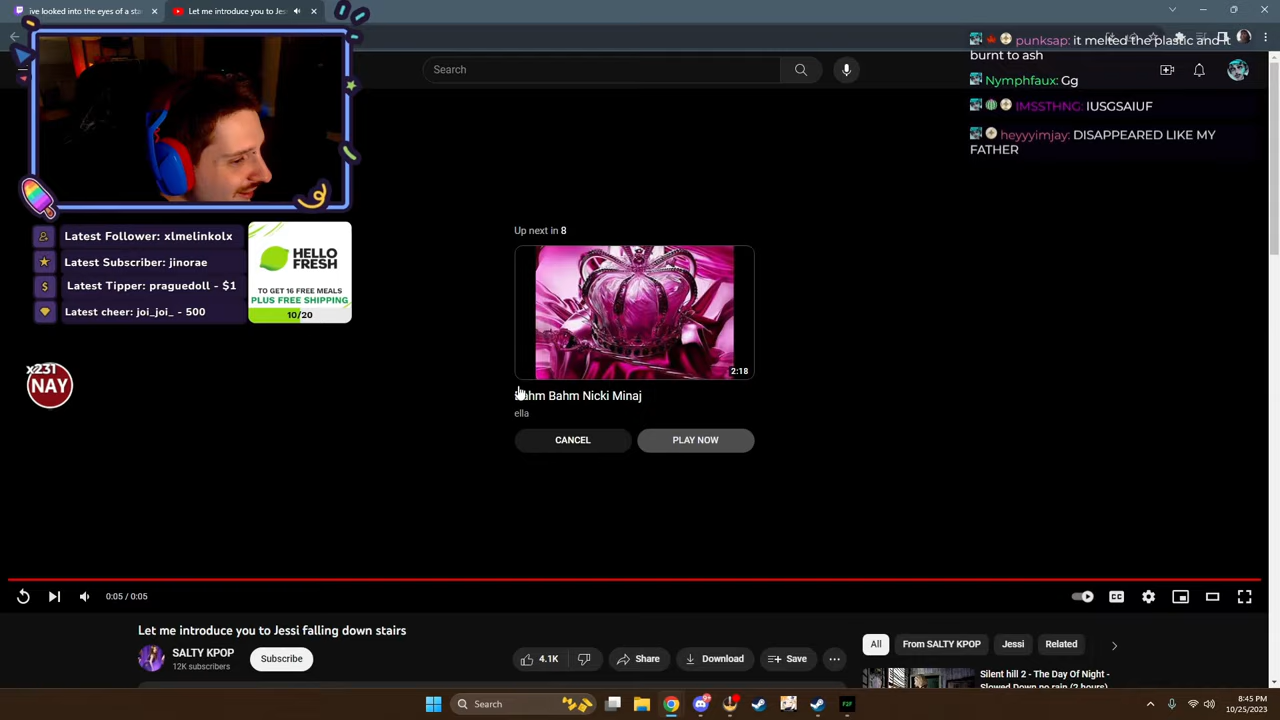 ive looked into the eyes of a sta
Let me introduce you to Jessi
Search
punksap: it melted the plastic and it
burnt to ash
Nymphfaux: Gg
IMSSTHNG: IUSGSAIUF
heyyyimjay: DISAPPEARED LIKE MY
FATHER
Latest Follower: xlmelinkolx
Latest Subscriber: jinorae
Latest Tipper: praguedoll - $1
Latest cheer: joi_joi_ - 500
HELLO
FRESH
TO GET 16 FREE MEALS
PLUS FREE SHIPPING
10/20
x231
NAY
Up next in 8
2:18
Bahm Bahm Nicki Minaj
ella
CANCEL
PLAY NOW
0:05 / 0:05
CC
Let me introduce you to Jessi falling down stairs
SALTY KPOP
12K subscribers
Subscribe
4.1K
Share
Download
Save
All
From SALTY KPOP
Jessi
Related
Silent hill 2 - The Day Of Night -
Slowed Down no rain (2 hours)
Search
F2F
8:45 PM
10/25/2023